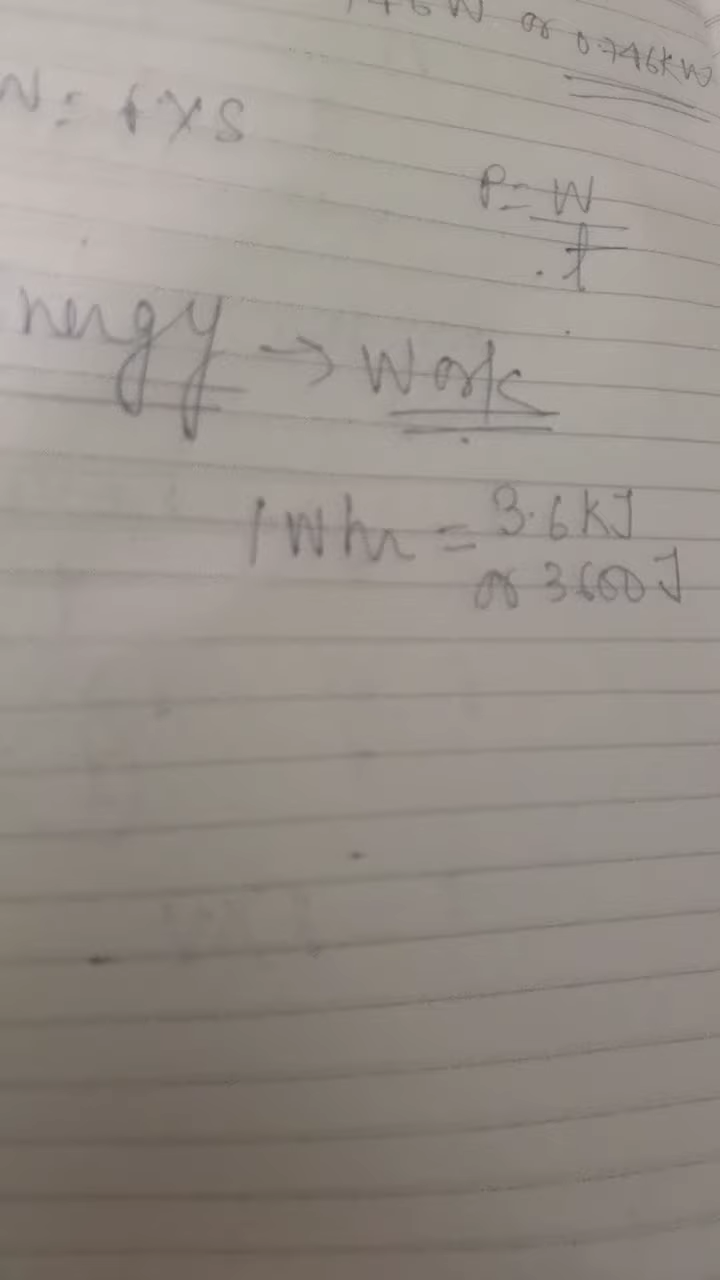 746W or 0.746kW
W = f x s
P = W
t
nergy → Work
1 Whr = 3.6 KJ
or 3600 J